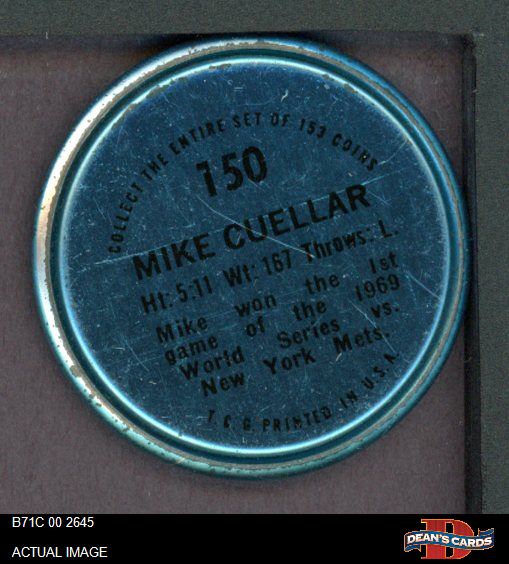 COLLECT THE ENTIRE SET OF 153 COINS
150
MIKE CUELLAR
Ht: 5:11 Wt: 167 Throws: L.
Mike won the 1st
game of the 1969
World Series vs.
New York Mets.
T.C.G. PRINTED IN U.S.A.
B71C 00 2645
ACTUAL IMAGE
D
DEAN'S CARDS